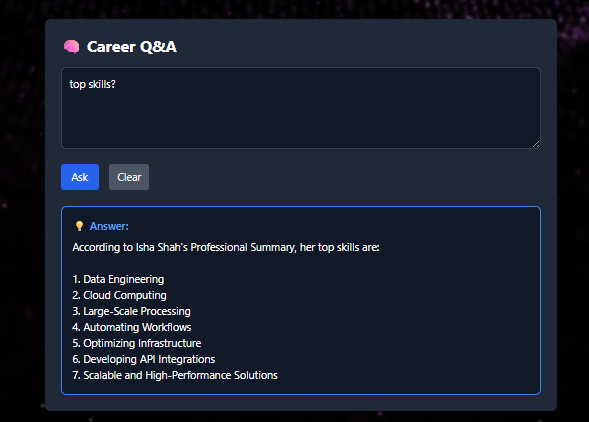 Career Q&A
top skills?
Ask
Clear
Answer:
According to Isha Shah's Professional Summary, her top skills are:
1. Data Engineering
2. Cloud Computing
3. Large-Scale Processing
4. Automating Workflows
5. Optimizing Infrastructure
6. Developing API Integrations
7. Scalable and High-Performance Solutions